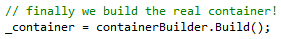 // finally we build the real container!
_container = containerBuilder.Build();